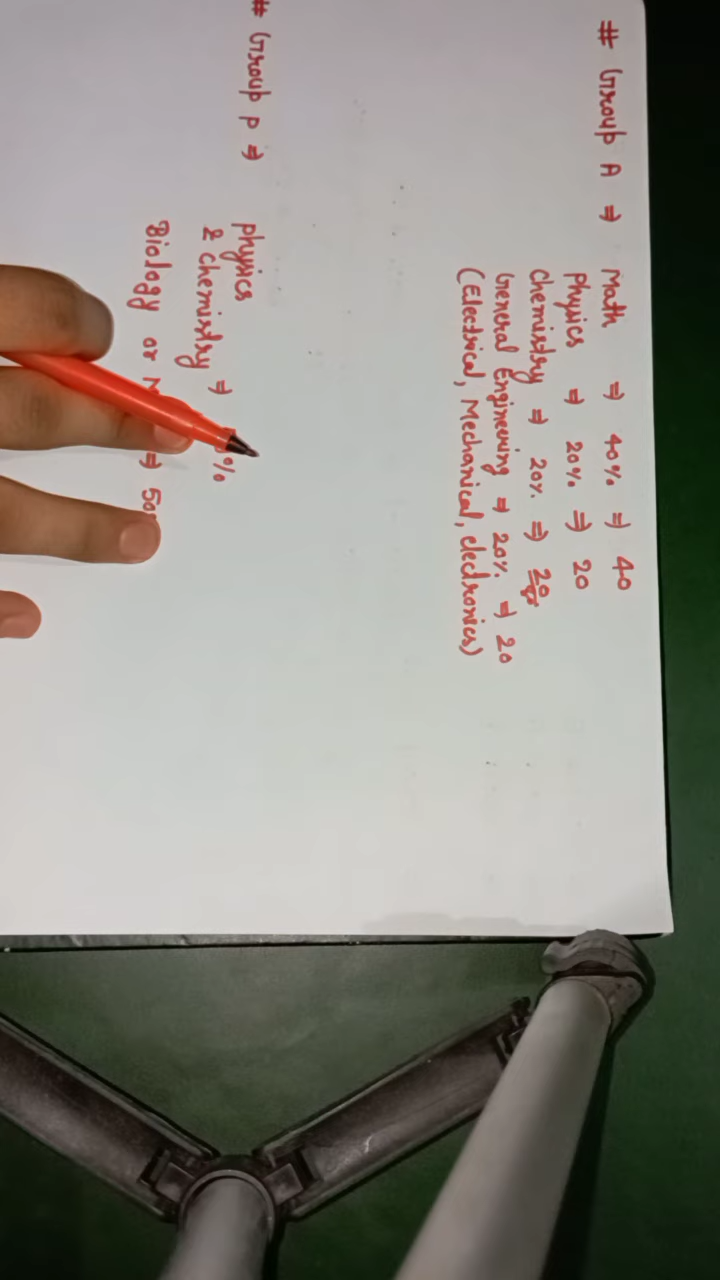 # Group A ⇒ Math ⇒ 40% ⇒ 40
Physics ⇒ 20% ⇒ 20
Chemistry ⇒ 20% ⇒ 20
General Engineering ⇒ 20% ⇒ 20
(Electrical, Mechanical, electronics)
# Group P ⇒ Physics
& chemistry ⇒ %
Biology or ⇒